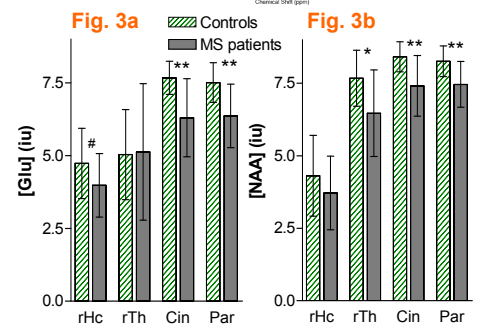 Chemical Shift (ppm)
Fig. 3a
Controls
MS patients
Fig. 3b
[Glu] (iu)
7.5
5.0
2.5
0.0
#
**
**
rHc rTh Cin Par
[NAA] (iu)
7.5
5.0
2.5
0.0
*
**
**
rHc rTh Cin Par